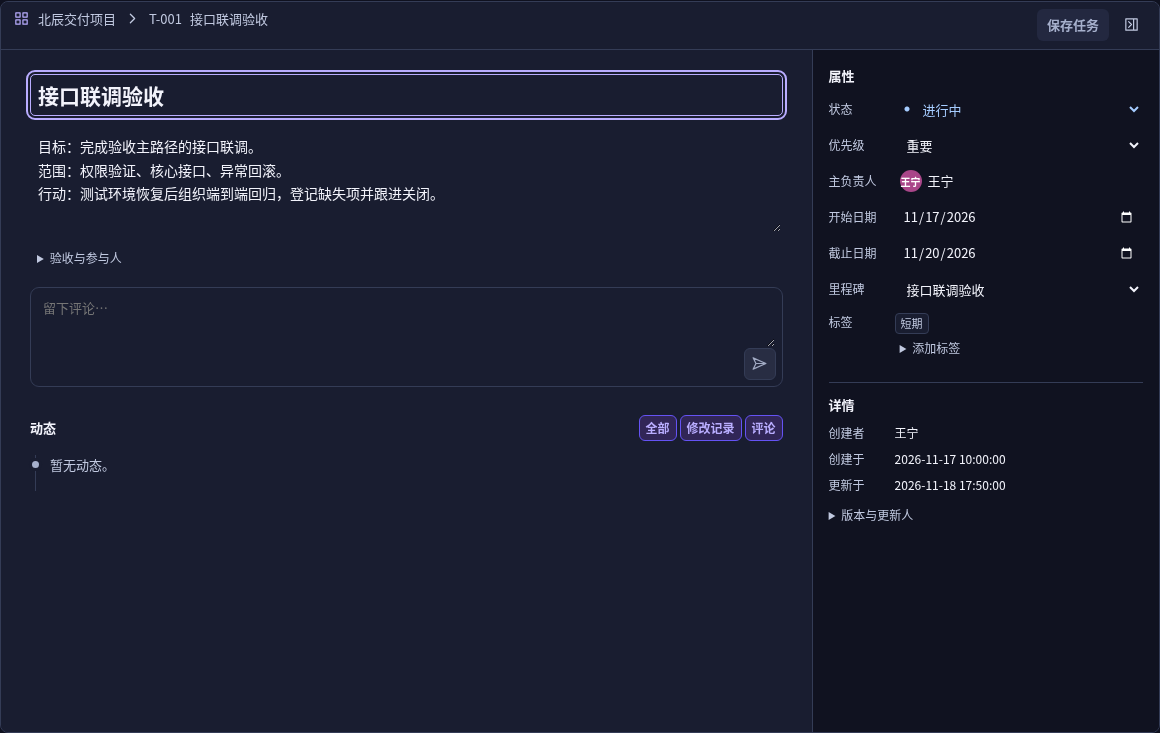 北辰交付项目 > T-001 接口联调验收
保存任务
接口联调验收
目标：完成验收主路径的接口联调。
范围：权限验证、核心接口、异常回滚。
行动：测试环境恢复后组织端到端回归，登记缺失项并跟进关闭。
验收与参与人
留下评论…
动态
全部 修改记录 评论
暂无动态。
属性
状态 进行中
优先级 重要
主负责人 王宁 王宁
开始日期 11/17/2026
截止日期 11/20/2026
里程碑 接口联调验收
标签 短期
添加标签
详情
创建者 王宁
创建于 2026-11-17 10:00:00
更新于 2026-11-18 17:50:00
版本与更新人